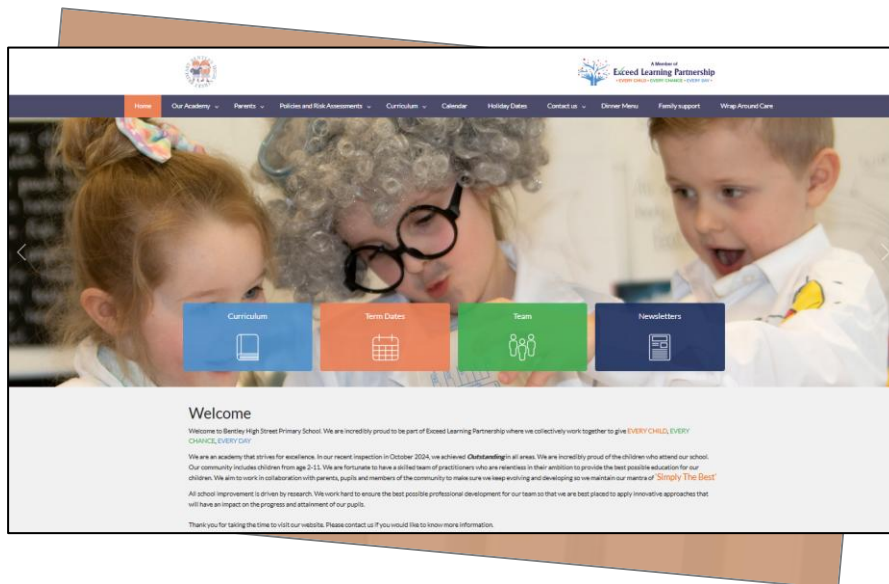 A Member of
Exceed Learning Partnership
• EVERY CHILD • EVERY CHANCE • EVERY DAY •
Home Our Academy Parents Policies and Risk Assessments Curriculum Calendar Holiday Dates Contact us Dinner Menu Family support Wrap Around Care
Curriculum Term Dates Team Newsletters
Welcome
Welcome to Bentley High Street Primary School. We are incredibly proud to be part of Exceed Learning Partnership where we collectively work together to give EVERY CHILD, EVERY
CHANCE, EVERY DAY
We are an academy that strives for excellence. In our recent inspection in October 2024, we achieved Outstanding in all areas. We are incredibly proud of the children who attend our school.
Our community includes children from age 2-11. We are fortunate to have a skilled team of practitioners who are relentless in their ambition to provide the best possible education for our
children. We aim to work in collaboration with parents, pupils and members of the community to make sure we keep evolving and developing so we maintain our mantra of 'Simply The Best'
All school improvement is driven by research. We work hard to ensure the best possible professional development for our team so that we are best placed to apply innovative approaches that
will have an impact on the progress and attainment of our pupils.
Thank you for taking the time to visit our website. Please contact us if you would like to know more information.